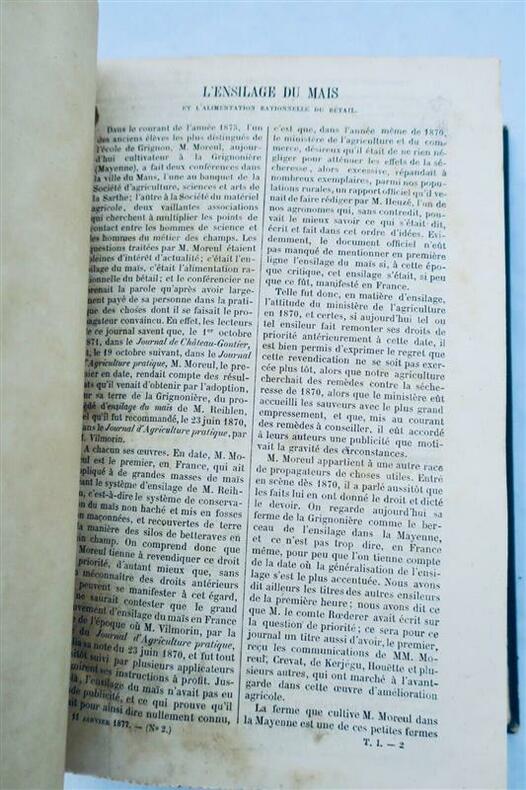 L'ENSILAGE DU MAIS
ET L'ALIMENTATION RATIONNELLE DU BÉTAIL.
Dans le courant de l'année 1875, l'un
des anciens élèves les plus distingués de
l'école de Grignon, M. Moreul, aujour-
d'hui cultivateur à la Grignonière
(Mayenne), a fait deux conférences dans
la ville du Mans, l'une au banquet de la
Société d'agriculture, sciences et arts de
la Sarthe; l'autre à la Société du matériel
agricole, deux vaillantes associations
qui cherchent à multiplier les points de
contact entre les hommes de science et
les hommes du métier des champs. Les
questions traitées par M. Moreul étaient
pleines d'intérêt d'actualité; c'était l'en-
silage du maïs, c'était l'alimentation ra-
ionnelle du bétail; et le conférencier ne
prenait la parole qu'après avoir large-
ment payé de sa personne dans la prati-
que des choses dont il se faisait le pro-
pagateur convaincu. En effet, les lecteurs
de ce journal savent que, le 1er octobre
1871, dans le Journal de Château-Gontier,
, le 19 octobre suivant, dans le Journal
d'Agriculture pratique, M. Moreul, le pre-
ier en date, rendait compte des résul-
ts qu'il venait d'obtenir par l'adoption,
ur sa terre de la Grignonière, du pro-
édé d'ensilage du maïs de Reihlen,
el qu'il fut recommandé, le 23 juin 1870,
ans le Journal d'Agriculture pratique, par
. Vilmorin.
A chacun ses œuvres. En date, M. Mo-
eul est le premier, en France, qui ait
pliqué à de grandes masses de maïs
ant le système d'ensilage de M. Reih-
n, c'est-à-dire le système de conserva-
on du maïs non haché et mis en fosses
n maçonnées, et recouvertes de terre
la manière des silos de betteraves en
in champ. On comprend donc que
Moreul tienne à revendiquer ce droit
priorité, d'autant mieux que, sans
méconnaître des droits antérieurs
peuvent se manifester à cet égard,
ne saurait contester que le grand
uvement d'ensilage du maïs en France
e de l'époque où M. Vilmorin, par la
du Journal d'Agriculture pratique,
lia sa note du 23 juin 1870, et fut tout
itôt suivi par plusieurs applicateurs
mirent ses instructions à profit. Jus-
là, l'ensilage du maïs n'avait pas eu
de publicité, et ce qui prouve qu'il
it pour ainsi dire nullement connu,
11 JANVIER 1877. — (N° 2.)
c'est que, dans l'année même de 1870,
le ministère de l'agriculture et du com-
merce, désireux qu'il était de ne rien né-
gliger pour atténuer les effets de la sé-
cheresse, alors excessive, répandait à
nombreux exemplaires, parmi nos popu-
lations rurales, un rapport officiel qu'il ve-
nait de faire rédiger par M. Heuzé, l'un de
nos agronomes qui, sans contredit, pou-
vait le mieux savoir ce qui s'était dit,
écrit et fait dans cet ordre d'idées. Evi-
demment, le document officiel n'eût
pas manqué de mentionner en première
ligne l'ensilage du maïs si, à cette épo-
que critique, cet ensilage s'était, si peu
que ce fût, manifesté en France.
Telle fut donc, en matière d'ensilage,
l'attitude du ministère de l'agriculture
en 1870, et certes, si aujourd'hui tel ou
tel ensileur fait remonter ses droits de
priorité antérieurement à cette date, il
est bien permis d'exprimer le regret que
cette revendication ne se soit pas exer-
cée plus tôt, alors que notre agriculture
cherchait des remèdes contre la séche-
resse de 1870, alors que le ministère eût
accueilli les sauveurs avec le plus grand
empressement, et que, mis au courant
des remèdes à conseiller, il eût accordé
à leurs auteurs une publicité que moti-
vait la gravité des circonstances.
M. Moreul appartient à une autre race
de propagateurs de choses utiles. Entré
en scène dès 1870, il a parlé aussitôt que
les faits lui en ont donné le droit et dicté
le devoir. On regarde aujourd'hui sa
ferme de la Grignonière comme le ber-
ceau de l'ensilage dans la Mayenne,
et ce n'est pas trop dire, en France
même, pour peu que l'on tienne compte
de la date où la généralisation de l'ensi-
lage s'est le plus accentuée. Nous avons
dit ailleurs les titres des autres ensileurs
de la première heure; nous avons dit ce
que M. le comte Roederer avait écrit sur
la question de priorité; ce sera pour ce
journal un titre aussi d'avoir, le premier,
reçu les communications de MM. Mo-
reul, Crevat, de Kerjégu, Houëtte et plu-
sieurs autres, qui ont marché à l'avant-
garde dans cette œuvre d'amélioration
agricole.
La ferme que cultive M. Moreul dans
la Mayenne est une de ces petites fermes
T. I. — 2